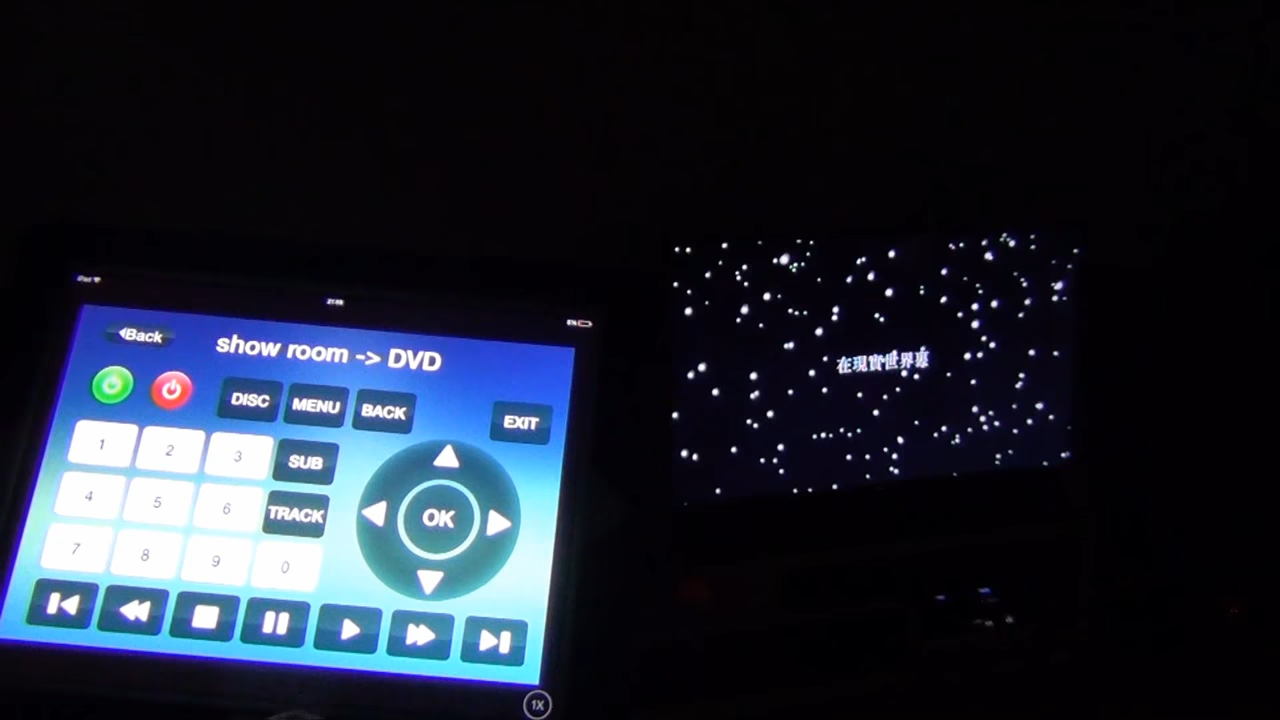 iPad
Back
show room -> DVD
DISC MENU BACK EXIT
1 2 3 SUB
4 5 6 TRACK
7 8 9 0
OK
1X
在現實世界裏